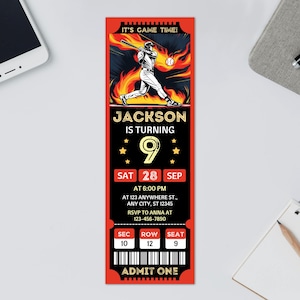 IT'S GAME TIME!
JACKSON
IS TURNING
9
SAT 28 SEP
AT 6:00 PM
AT 123 ANYWHERE ST.,
ANY CITY, ST 12345
RSVP TO ANNA AT
123-456-7890
SEC ROW SEAT
10 12 9
ADMIT ONE